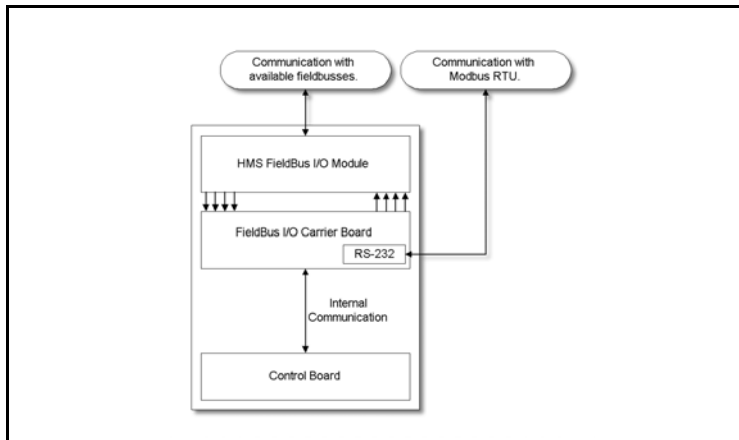 Communication with
available fieldbusses.
Communication with
Modbus RTU.
HMS FieldBus I/O Module
FieldBus I/O Carrier Board
RS-232
Internal
Communication
Control Board